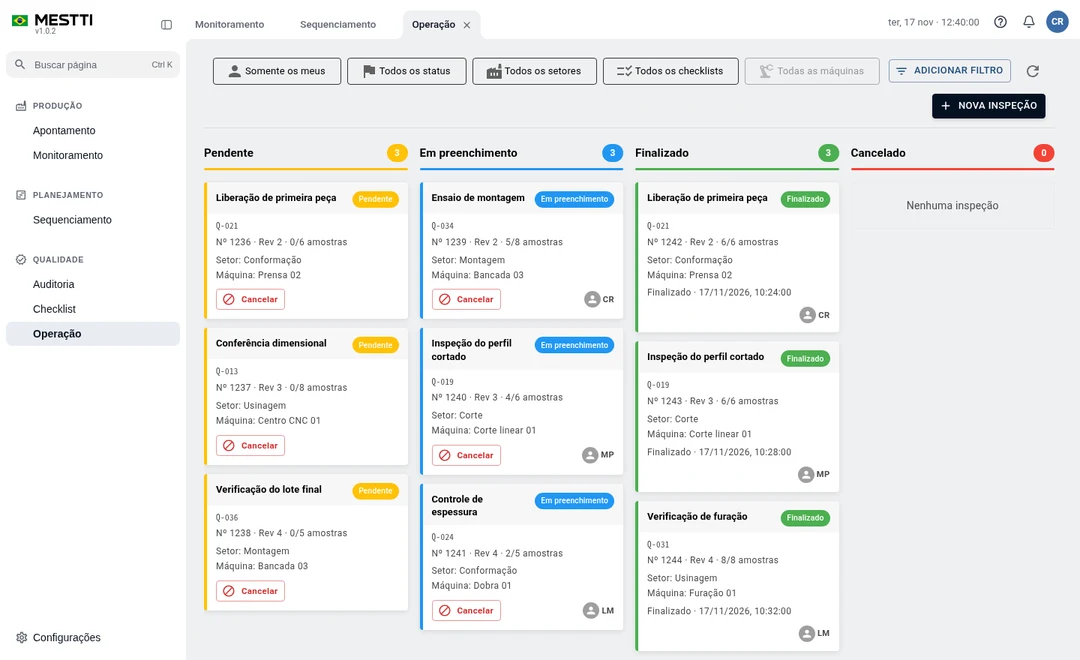 MESTTI
v1.0.2
Monitoramento
Sequenciamento
Operação
ter, 17 nov · 12:40:00
CR
Buscar página
Ctrl K
PRODUÇÃO
Apontamento
Monitoramento
PLANEJAMENTO
Sequenciamento
QUALIDADE
Auditoria
Checklist
Operação
Configurações
Somente os meus
Todos os status
Todos os setores
Todos os checklists
Todas as máquinas
ADICIONAR FILTRO
NOVA INSPEÇÃO
Pendente
3
Liberação de primeira peça
Pendente
Q-021
Nº 1236 · Rev 2 · 0/6 amostras
Setor: Conformação
Máquina: Prensa 02
Cancelar
Conferência dimensional
Pendente
Q-013
Nº 1237 · Rev 3 · 0/8 amostras
Setor: Usinagem
Máquina: Centro CNC 01
Cancelar
Verificação do lote final
Pendente
Q-036
Nº 1238 · Rev 4 · 0/5 amostras
Setor: Montagem
Máquina: Bancada 03
Cancelar
Em preenchimento
3
Ensaio de montagem
Em preenchimento
Q-034
Nº 1239 · Rev 2 · 5/8 amostras
Setor: Montagem
Máquina: Bancada 03
Cancelar
CR
Inspeção do perfil
cortado
Em preenchimento
Q-019
Nº 1240 · Rev 3 · 4/6 amostras
Setor: Corte
Máquina: Corte linear 01
Cancelar
MP
Controle de
espessura
Em preenchimento
Q-024
Nº 1241 · Rev 4 · 2/5 amostras
Setor: Conformação
Máquina: Dobra 01
Cancelar
LM
Finalizado
3
Liberação de primeira peça
Finalizado
Q-021
Nº 1242 · Rev 2 · 6/6 amostras
Setor: Conformação
Máquina: Prensa 02
Finalizado · 17/11/2026, 10:24:00
CR
Inspeção do perfil cortado
Finalizado
Q-019
Nº 1243 · Rev 3 · 6/6 amostras
Setor: Corte
Máquina: Corte linear 01
Finalizado · 17/11/2026, 10:28:00
MP
Verificação de furação
Finalizado
Q-031
Nº 1244 · Rev 4 · 8/8 amostras
Setor: Usinagem
Máquina: Furação 01
Finalizado · 17/11/2026, 10:32:00
LM
Cancelado
0
Nenhuma inspeção